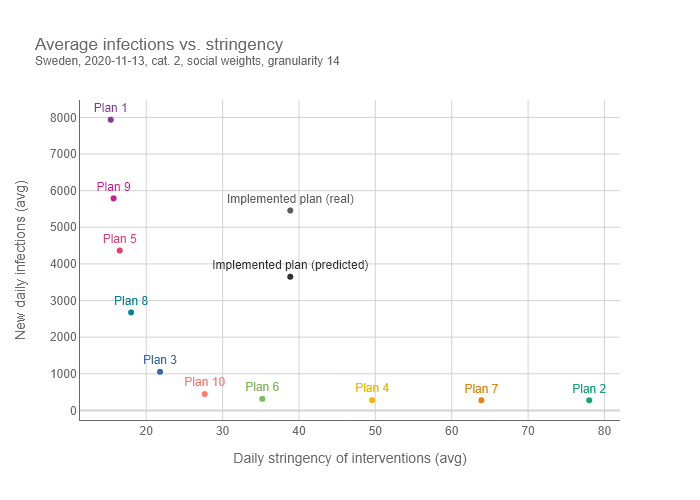 Average infections vs. stringency
Sweden, 2020-11-13, cat. 2, social weights, granularity 14
Plan 1
8000
7000
Plan 9
6000
Implemented plan (real)
5000
Plan 5
4000
Implemented plan (predicted)
3000
Plan 8
2000
Plan 3
1000
Plan 10
Plan 6
Plan 4
Plan 7
Plan 2
0
20 30 40 50 60 70 80
New daily infections (avg)
Daily stringency of interventions (avg)